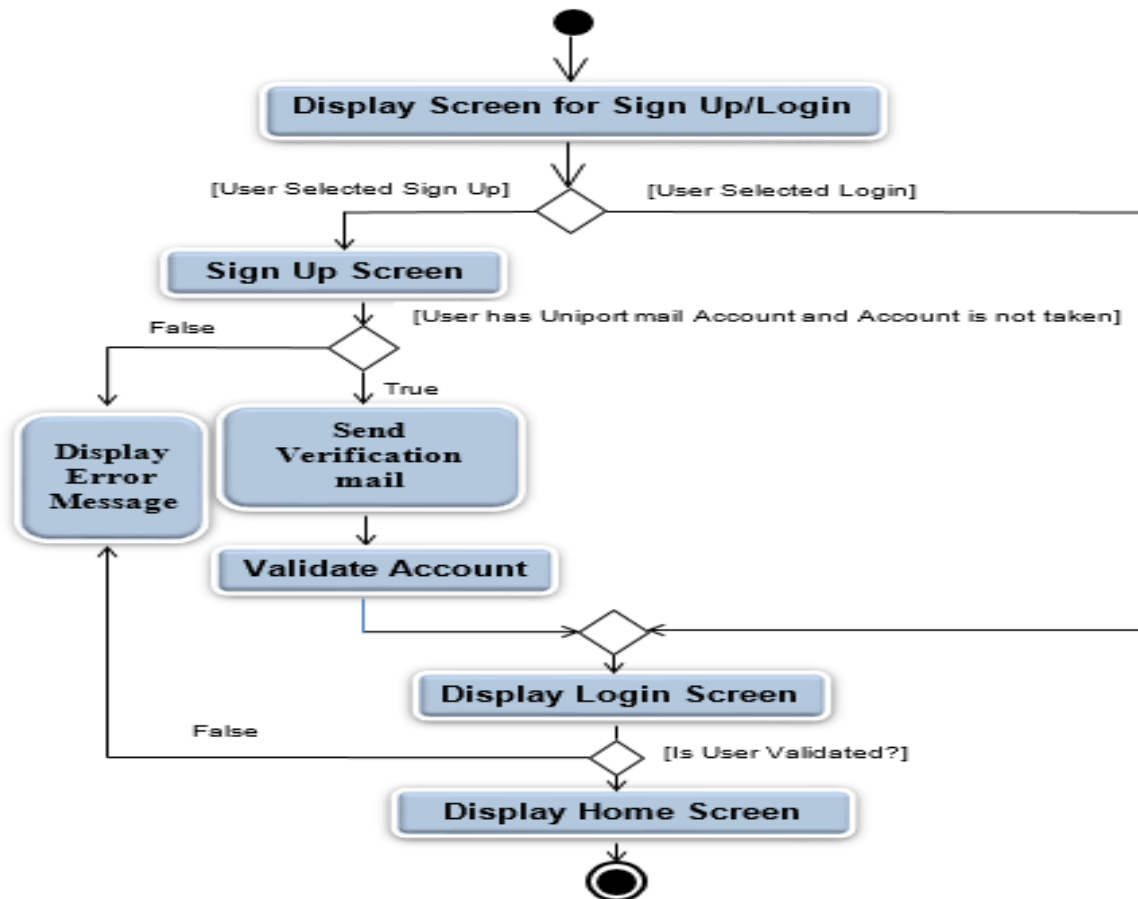 Display Screen for Sign Up/Login
[User Selected Sign Up]
[User Selected Login]
Sign Up Screen
[User has Uniport mail Account and Account is not taken]
False
True
Display
Error
Message
Send
Verification
mail
Validate Account
Display Login Screen
False
[Is User Validated?]
Display Home Screen